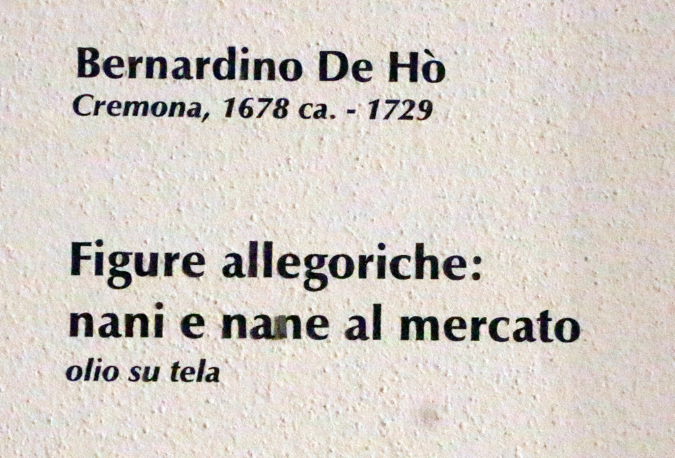 Bernardino De Hò
Cremona, 1678 ca. - 1729
Figure allegoriche:
nani e nane al mercato
olio su tela